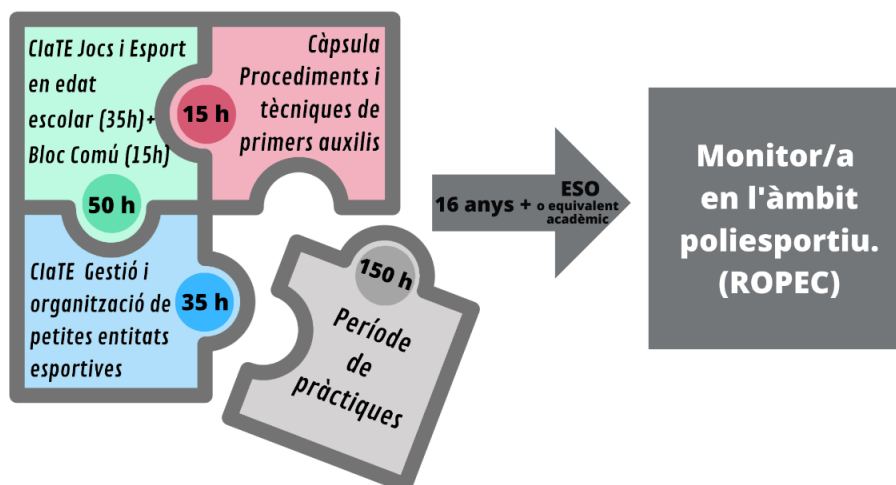 CIaTE Jocs i Esport
en edat
escolar (35h)+
Bloc Comú (15h)
50 h
15 h
Càpsula
Procediments i
tècniques de
primers auxilis
CIaTE Gestió i
organització de
petites entitats
esportives
35 h
150 h
Període
de
pràctiques
16 anys + ESO
o equivalent
acadèmic
Monitor/a
en l'àmbit
poliesportiu.
(ROPEC)